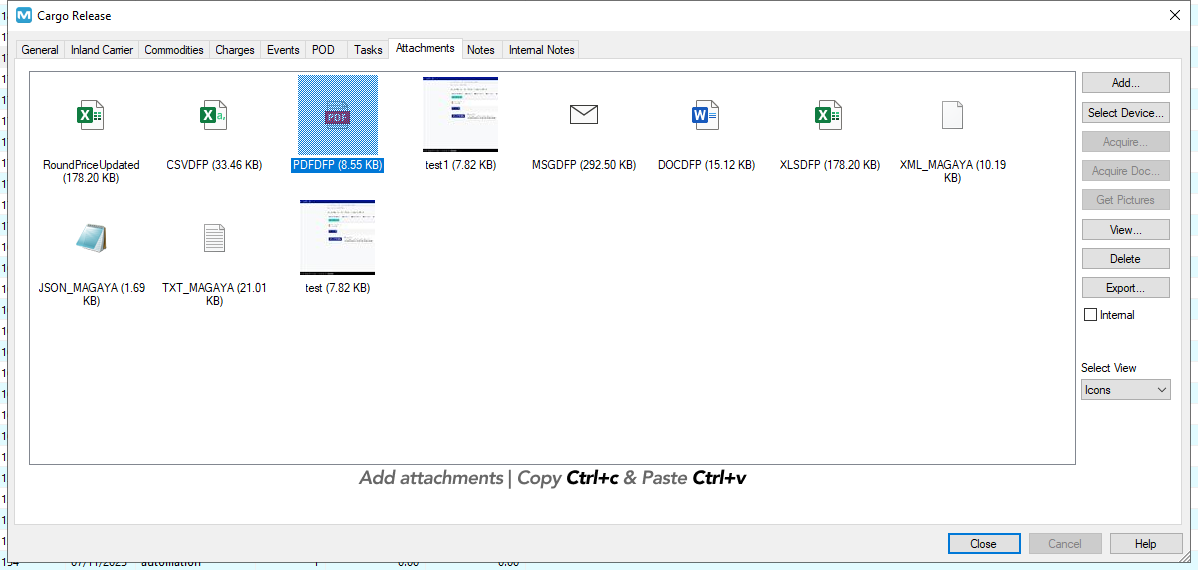 Cargo Release
General
Inland Carrier
Commodities
Charges
Events
POD
Tasks
Attachments
Notes
Internal Notes
RoundPriceUpdated
(178.20 KB)
CSVDFP (33.46 KB)
PDF
PDFDFP (8.55 KB)
test1 (7.82 KB)
MSGDFP (292.50 KB)
DOCDFP (15.12 KB)
XLSDFP (178.20 KB)
XML_MAGAYA (10.19
KB)
JSON_MAGAYA (1.69
KB)
TXT_MAGAYA (21.01
KB)
test (7.82 KB)
Add...
Select Device...
Acquire...
Acquire Doc...
Get Pictures
View...
Delete
Export...
Internal
Select View
Icons
Add attachments | Copy Ctrl+c & Paste Ctrl+v
Close
Cancel
Help